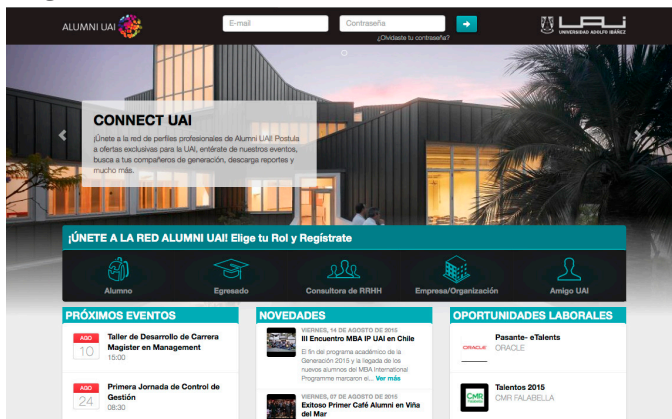 ALUMNI UAI
E-mail
Contraseña
¿Olvidaste tu contraseña?
UAI
UNIVERSIDAD ADOLFO IBÁÑEZ
CONNECT UAI
¡Únete a la red de perfiles profesionales de Alumni UAI! Postula
a ofertas exclusivas para la UAI, entérate de nuestros eventos,
busca a tus compañeros de generación, descarga reportes y
mucho más.
¡ÚNETE A LA RED ALUMNI UAI! Elige tu Rol y Regístrate
Alumno
Egresado
Consultora de RRHH
Empresa/Organización
Amigo UAI
PRÓXIMOS EVENTOS
AGO
10
Taller de Desarrollo de Carrera
Magíster en Management
15:00
AGO
24
Primera Jornada de Control de
Gestión
08:30
NOVEDADES
VIERNES, 14 DE AGOSTO DE 2015
III Encuentro MBA IP UAI en Chile
El fin del programa académico de la
Generación 2015 y la llegada de los
nuevos alumnos del MBA International
Programme marcaron el... Ver más
VIERNES, 07 DE AGOSTO DE 2015
Exitoso Primer Café Alumni en Viña
del Mar
OPORTUNIDADES LABORALES
ORACLE
Pasante- eTalents
ORACLE
CMR
Falabella
Talentos 2015
CMR FALABELLA